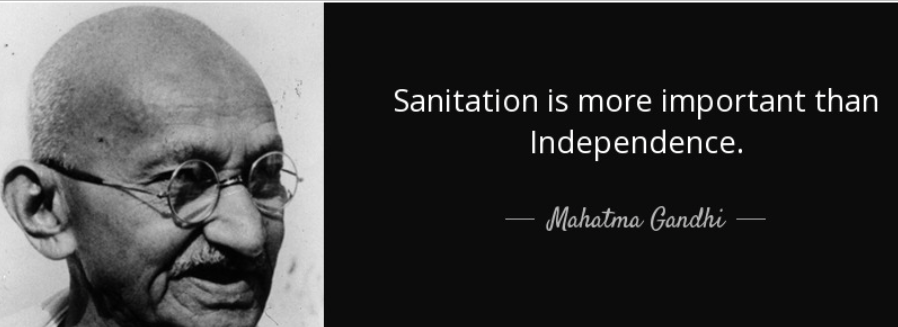 Sanitation is more important than
Independence.
Mahatma Gandhi